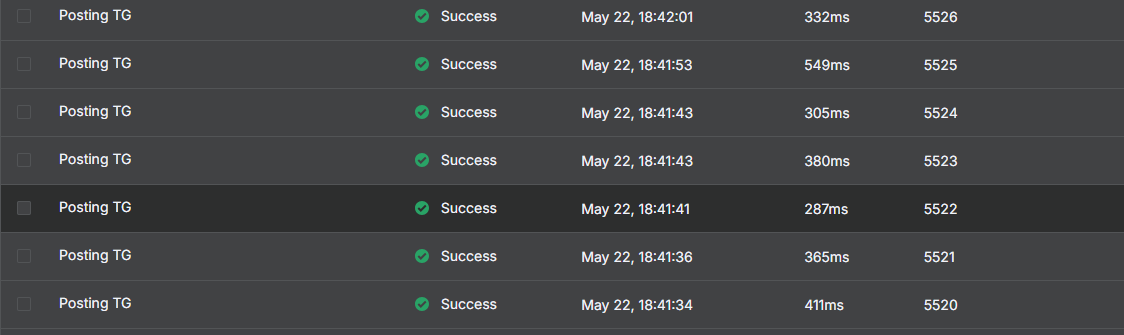 Posting TG Success May 22, 18:42:01 332ms 5526
Posting TG Success May 22, 18:41:53 549ms 5525
Posting TG Success May 22, 18:41:43 305ms 5524
Posting TG Success May 22, 18:41:43 380ms 5523
Posting TG Success May 22, 18:41:41 287ms 5522
Posting TG Success May 22, 18:41:36 365ms 5521
Posting TG Success May 22, 18:41:34 411ms 5520